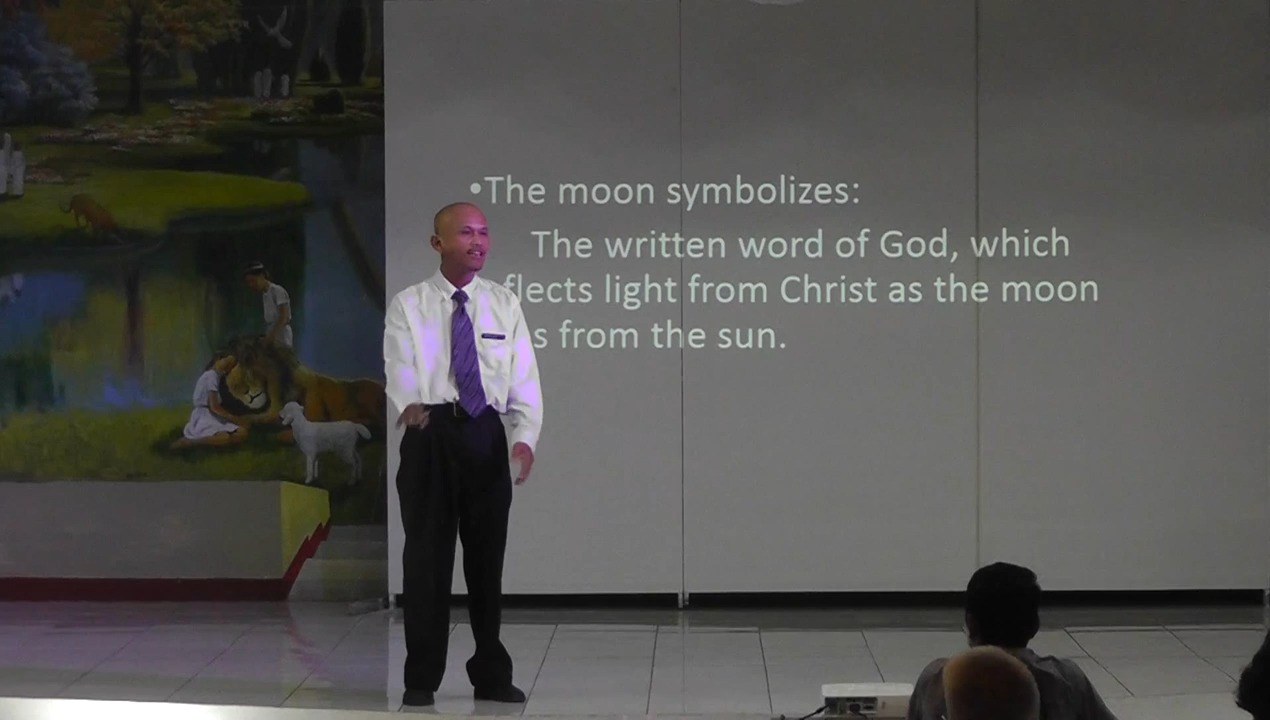 •The moon symbolizes:
The written word of God, which
flects light from Christ as the moon
s from the sun.